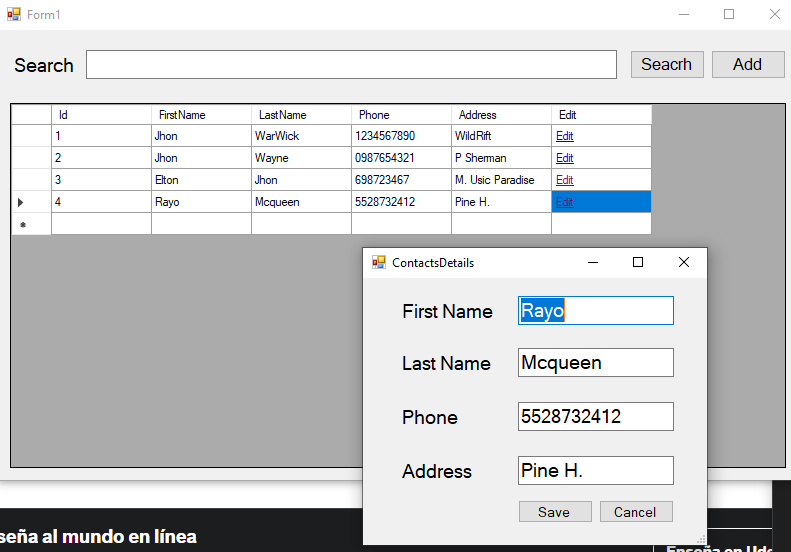 Form1
Search
Seacrh
Add
Id FirstName LastName Phone Address Edit
1 Jhon WarWick 1234567890 WildRift Edit
2 Jhon Wayne 0987654321 P Sherman Edit
3 Elton Jhon 698723467 M. Usic Paradise Edit
4 Rayo Mcqueen 5528732412 Pine H. Edit
ContactsDetails
First Name Rayo
Last Name Mcqueen
Phone 5528732412
Address Pine H.
Save Cancel
seña al mundo en línea
Enseña en Ude